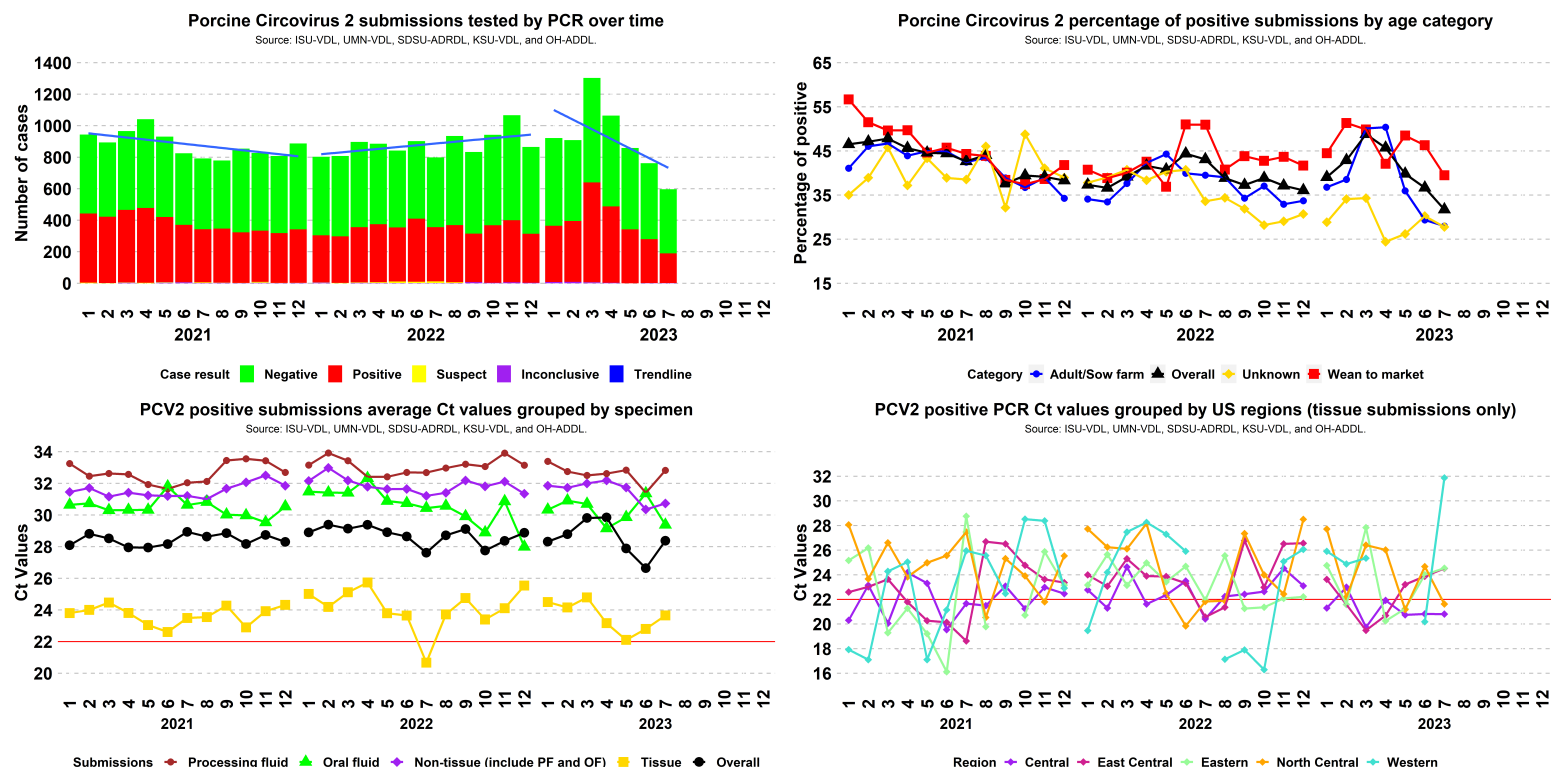 Porcine Circovirus 2 submissions tested by PCR over time
Source: ISU-VDL, UMN-VDL, SDSU-ADRDL, KSU-VDL, and OH-ADDL.
Number of cases
1400
1200
1000
800
600
400
200
0
1 2 3 4 5 6 7 8 9 10 11 12 1 2 3 4 5 6 7 8 9 10 11 12 1 2 3 4 5 6 7 8 9 10 11 12
2021 2022 2023
Case result Negative Positive Suspect Inconclusive Trendline
Porcine Circovirus 2 percentage of positive submissions by age category
Source: ISU-VDL, UMN-VDL, SDSU-ADRDL, KSU-VDL, and OH-ADDL.
Percentage of positive
65
55
45
35
25
15
1 2 3 4 5 6 7 8 9 10 11 12 1 2 3 4 5 6 7 8 9 10 11 12 1 2 3 4 5 6 7 8 9 10 11 12
2021 2022 2023
Category Adult/Sow farm Overall Unknown Wean to market
PCV2 positive submissions average Ct values grouped by specimen
Source: ISU-VDL, UMN-VDL, SDSU-ADRDL, KSU-VDL, and OH-ADDL.
Ct Values
34
32
30
28
26
24
22
20
1 2 3 4 5 6 7 8 9 10 11 12 1 2 3 4 5 6 7 8 9 10 11 12 1 2 3 4 5 6 7 8 9 10 11 12
2021 2022 2023
Submissions Processing fluid Oral fluid Non-tissue (include PF and OF) Tissue Overall
PCV2 positive PCR Ct values grouped by US regions (tissue submissions only)
Source: ISU-VDL, UMN-VDL, SDSU-ADRDL, KSU-VDL, and OH-ADDL.
Ct Values
32
30
28
26
24
22
20
18
16
1 2 3 4 5 6 7 8 9 10 11 12 1 2 3 4 5 6 7 8 9 10 11 12 1 2 3 4 5 6 7 8 9 10 11 12
2021 2022 2023
Region Central East Central Eastern North Central Western